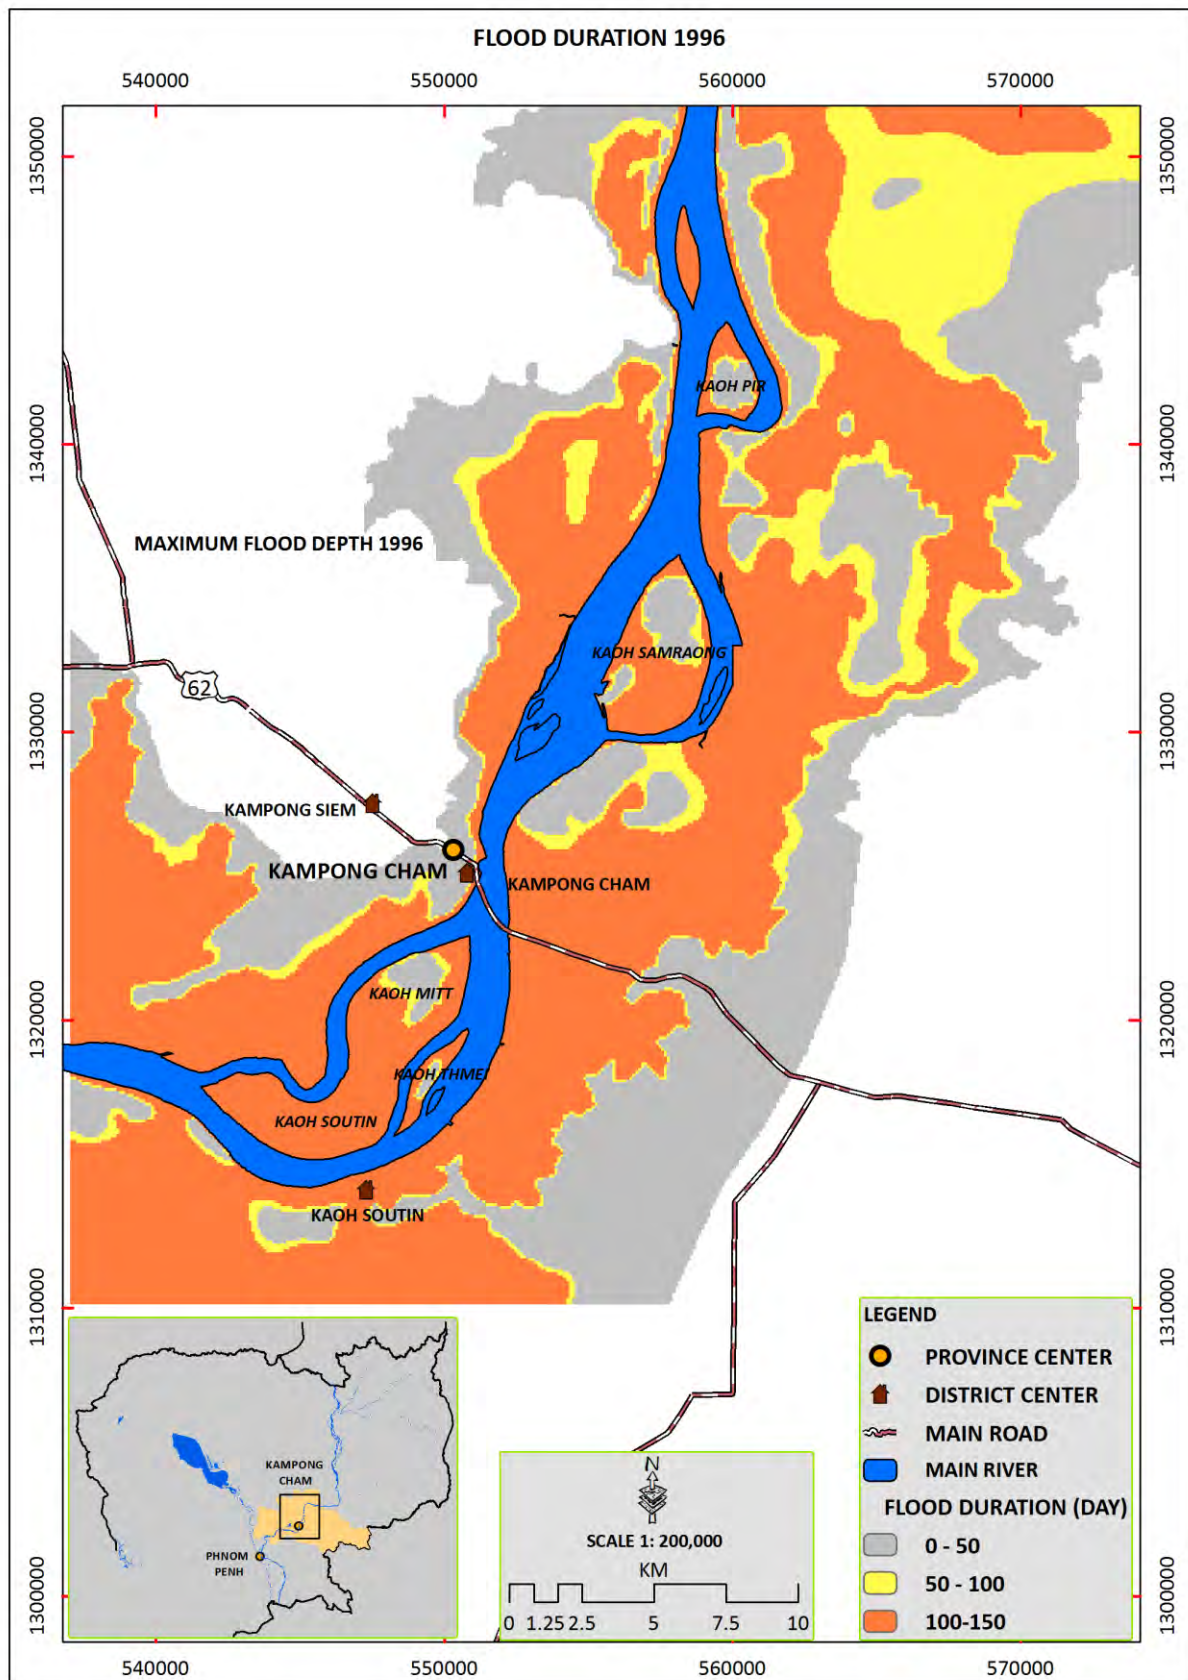 FLOOD DURATION 1996
540000 550000 560000 570000
1350000 1350000
KAOH PIR
1340000 1340000
MAXIMUM FLOOD DEPTH 1996
KAOH SAMRAONG
62
1330000 1330000
KAMPONG SIEM
KAMPONG CHAM
KAMPONG CHAM
KAOH MITT
1320000 1320000
KAOH THMEI
KAOH SOUTIN
KAOH SOUTIN
1310000 1310000
LEGEND
PROVINCE CENTER
DISTRICT CENTER
MAIN ROAD
MAIN RIVER
FLOOD DURATION (DAY)
0 - 50
50 - 100
100-150
KAMPONG
CHAM
PHNOM
PENH
N
SCALE 1: 200,000
KM
0 1.25 2.5 5 7.5 10
1300000 1300000
540000 550000 560000 570000